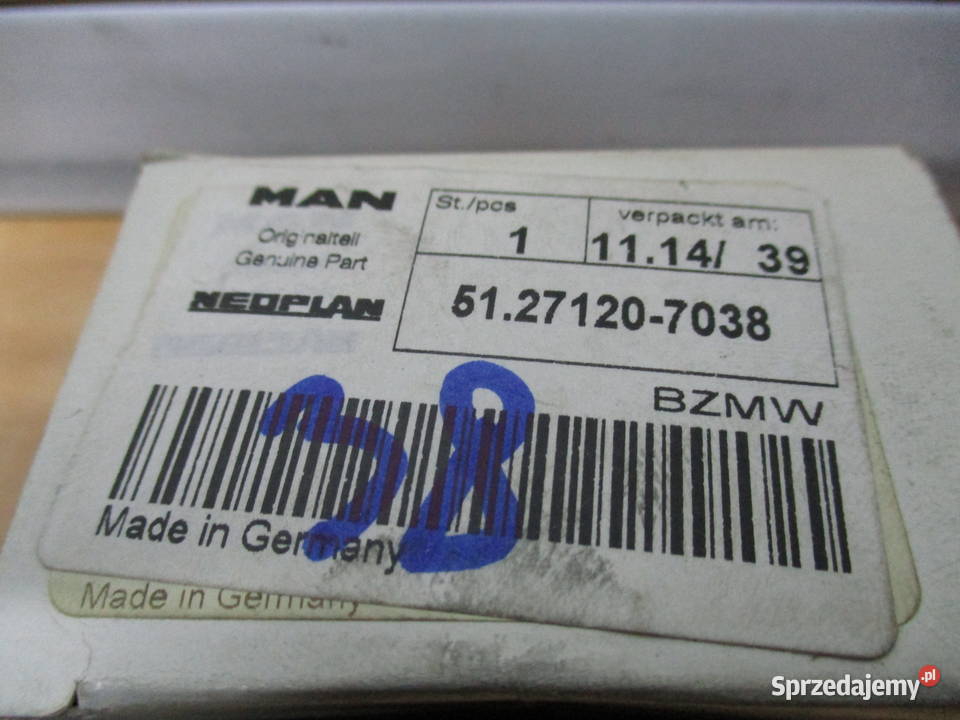 MAN
Originalteil
Genuine Part
NEOPLAN
St./pcs
1
verpackt am:
11.14/ 39
51.27120-7038
BZMW
38
Made in Germany
Made in Germany
Sprzedajemy.pl